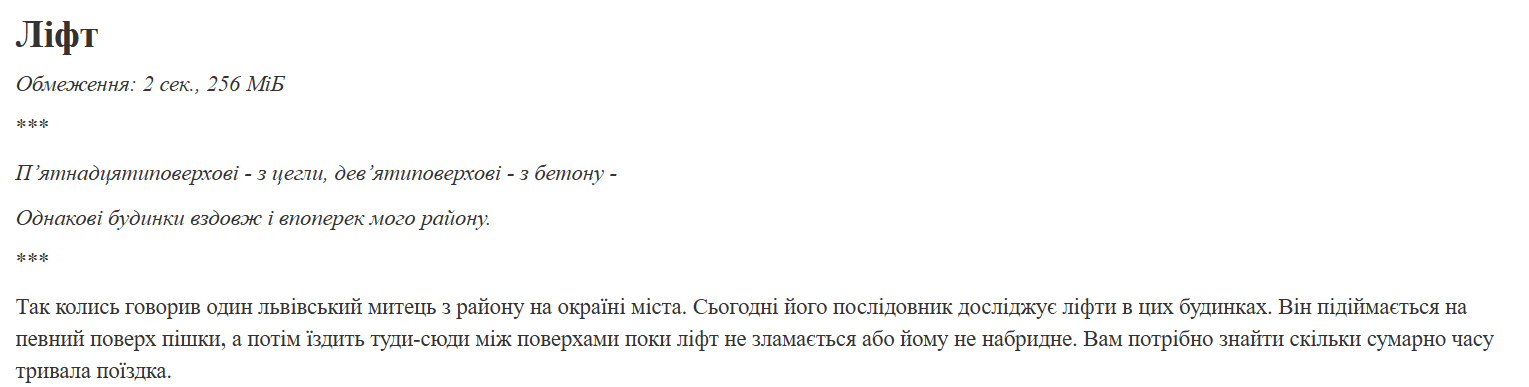 Ліфт
Обмеження: 2 сек., 256 МіБ
***
П’ятнадцятиповерхові - з цегли, дев’ятиповерхові - з бетону -
Однакові будинки вздовж і впоперек мого району.
***
Так колись говорив один львівський митець з району на окраїні міста. Сьогодні його послідовник досліджує ліфти в цих будинках. Він підіймається на
певний поверх пішки, а потім їздить туди-сюди між поверхами поки ліфт не зламається або йому не набридне. Вам потрібно знайти скільки сумарно часу
тривала поїздка.